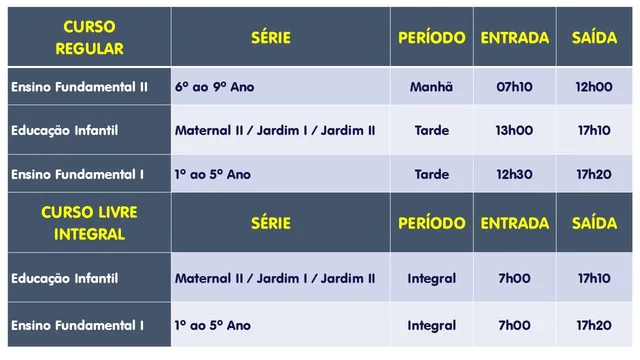 CURSO REGULAR SÉRIE PERÍODO ENTRADA SAÍDA
Ensino Fundamental II 6º ao 9º Ano Manhã 07h10 12h00
Educação Infantil Maternal II / Jardim I / Jardim II Tarde 13h00 17h10
Ensino Fundamental I 1º ao 5º Ano Tarde 12h30 17h20
CURSO LIVRE INTEGRAL SÉRIE PERÍODO ENTRADA SAÍDA
Educação Infantil Maternal II / Jardim I / Jardim II Integral 7h00 17h10
Ensino Fundamental I 1º ao 5º Ano Integral 7h00 17h20